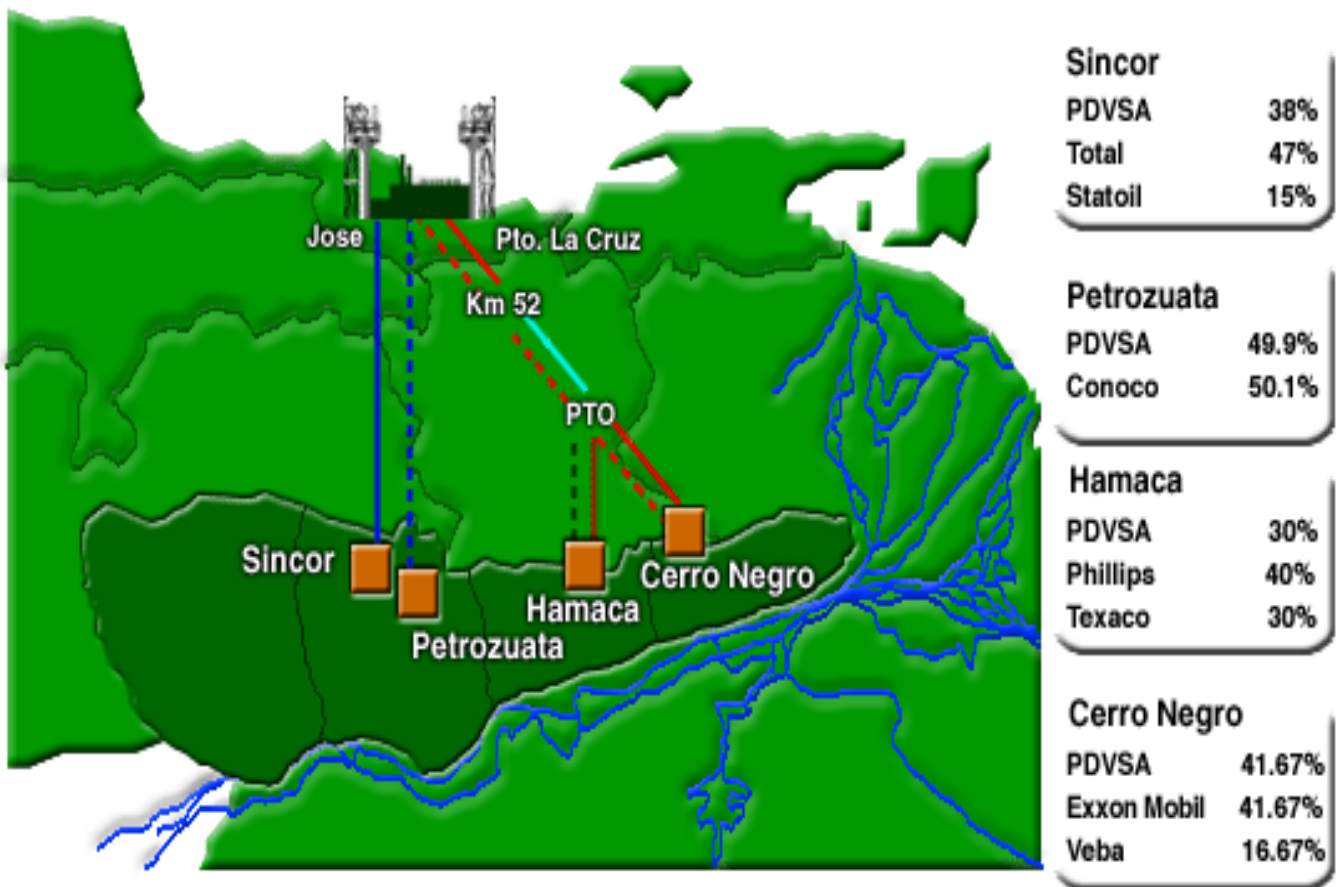 Jose
Pto. La Cruz
Km 52
PTO
Sincor
Cerro Negro
Hamaca
Petrozuata
Sincor
PDVSA 38%
Total 47%
Statoil 15%
Petrozuata
PDVSA 49.9%
Conoco 50.1%
Hamaca
PDVSA 30%
Phillips 40%
Texaco 30%
Cerro Negro
PDVSA 41.67%
Exxon Mobil 41.67%
Veba 16.67%